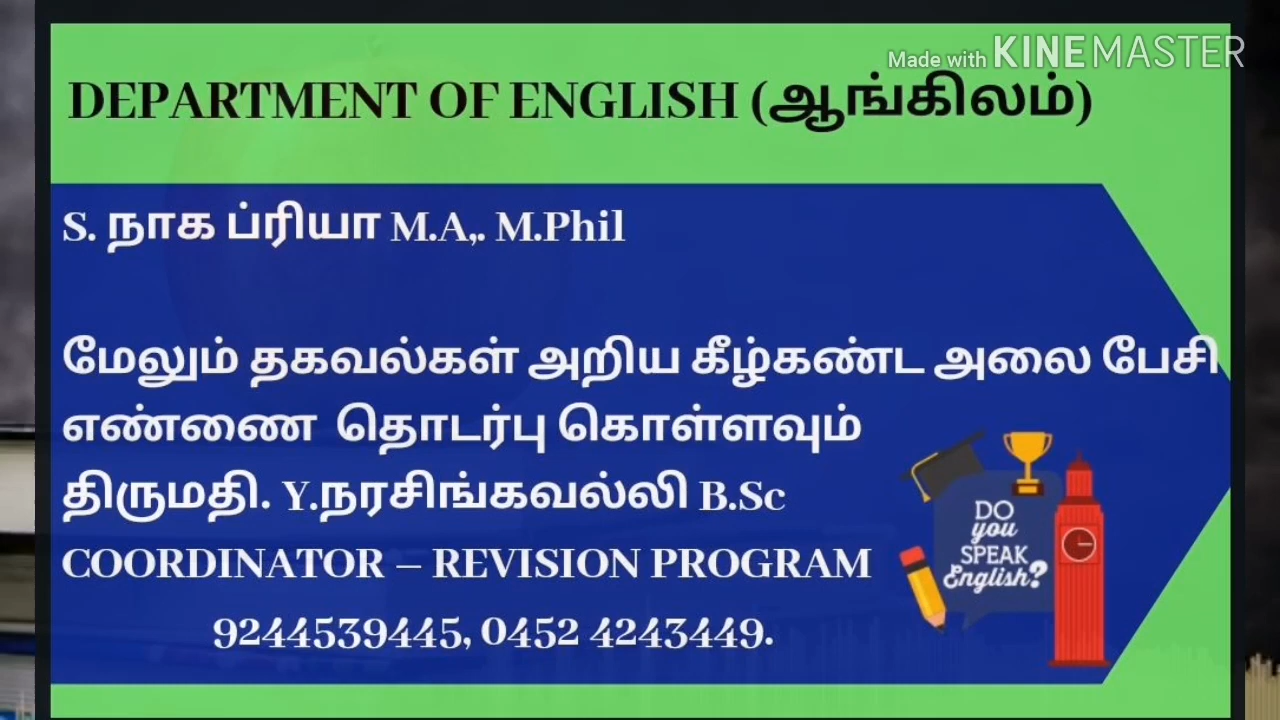 Made with KINEMASTER
DEPARTMENT OF ENGLISH (ஆங்கிலம்)
S. நாக ப்ரியா M.A,. M.Phil
மேலும் தகவல்கள் அறிய கீழ்கண்ட அலை பேசி
எண்ணை தொடர்பு கொள்ளவும்
திருமதி. Y.நரசிங்கவல்லி B.Sc
COORDINATOR – REVISION PROGRAM
9244539445, 0452 4243449.
DO
you
SPEAK
English?